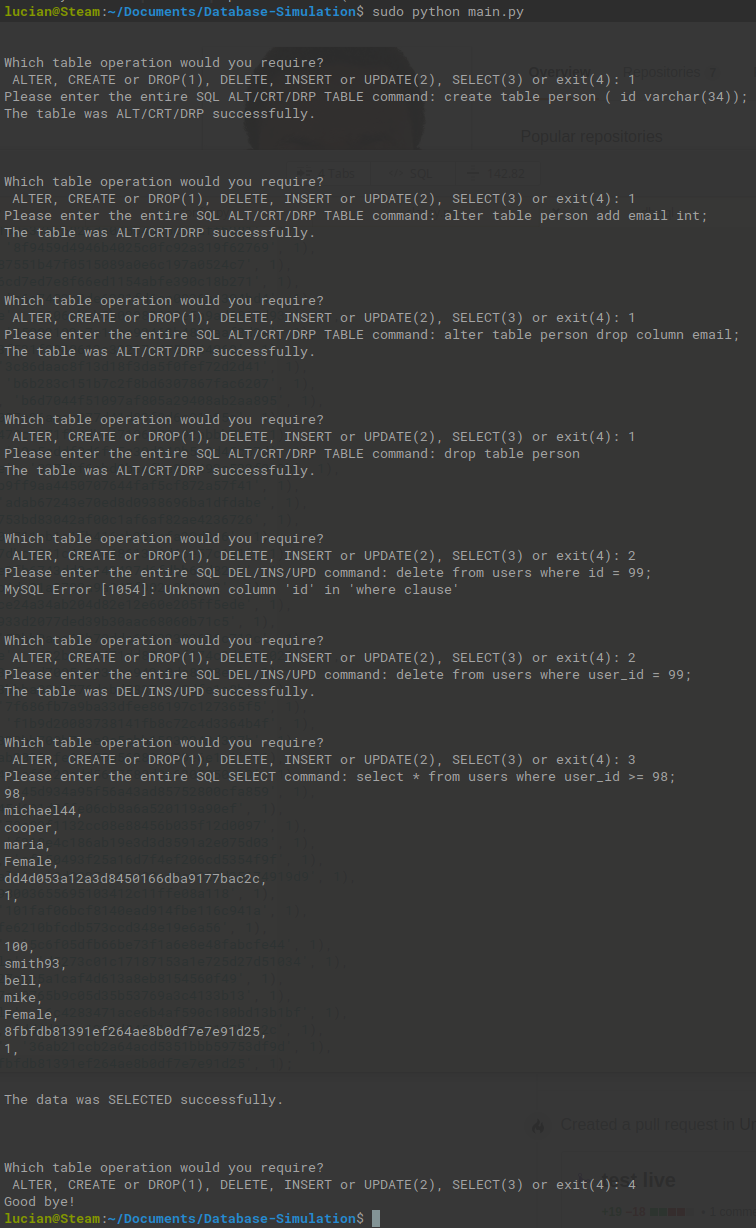 lucian@Steam:~/Documents/Database-Simulation$ sudo python main.py
Which table operation would you require?
ALTER, CREATE or DROP(1), DELETE, INSERT or UPDATE(2), SELECT(3) or exit(4): 1
Please enter the entire SQL ALT/CRT/DRP TABLE command: create table person ( id varchar(34));
The table was ALT/CRT/DRP successfully.
Overview
Repositories
Popular repositories
SQL
Which table operation would you require?
ALTER, CREATE or DROP(1), DELETE, INSERT or UPDATE(2), SELECT(3) or exit(4): 1
Please enter the entire SQL ALT/CRT/DRP TABLE command: alter table person add email int;
The table was ALT/CRT/DRP successfully.
Which table operation would you require?
ALTER, CREATE or DROP(1), DELETE, INSERT or UPDATE(2), SELECT(3) or exit(4): 1
Please enter the entire SQL ALT/CRT/DRP TABLE command: alter table person drop column email;
The table was ALT/CRT/DRP successfully.
Which table operation would you require?
ALTER, CREATE or DROP(1), DELETE, INSERT or UPDATE(2), SELECT(3) or exit(4): 1
Please enter the entire SQL ALT/CRT/DRP TABLE command: drop table person
The table was ALT/CRT/DRP successfully.
Which table operation would you require?
ALTER, CREATE or DROP(1), DELETE, INSERT or UPDATE(2), SELECT(3) or exit(4): 2
Please enter the entire SQL DEL/INS/UPD command: delete from users where id = 99;
MySQL Error [1054]: Unknown column 'id' in 'where clause'
Which table operation would you require?
ALTER, CREATE or DROP(1), DELETE, INSERT or UPDATE(2), SELECT(3) or exit(4): 2
Please enter the entire SQL DEL/INS/UPD command: delete from users where user_id = 99;
The table was DEL/INS/UPD successfully.
Which table operation would you require?
ALTER, CREATE or DROP(1), DELETE, INSERT or UPDATE(2), SELECT(3) or exit(4): 3
Please enter the entire SQL SELECT command: select * from users where user_id >= 98;
98,
michael44,
cooper,
maria,
Female,
dd4d053a12a3d8450166dba9177bac2c,
1,
100,
smith93,
bell,
mike,
Female,
8fbfdb81391ef264ae8b0df7e7e91d25,
1,
The data was SELECTED successfully.
Created a pull request in
Which table operation would you require?
ALTER, CREATE or DROP(1), DELETE, INSERT or UPDATE(2), SELECT(3) or exit(4): 4
Good bye!
lucian@Steam:~/Documents/Database-Simulation$